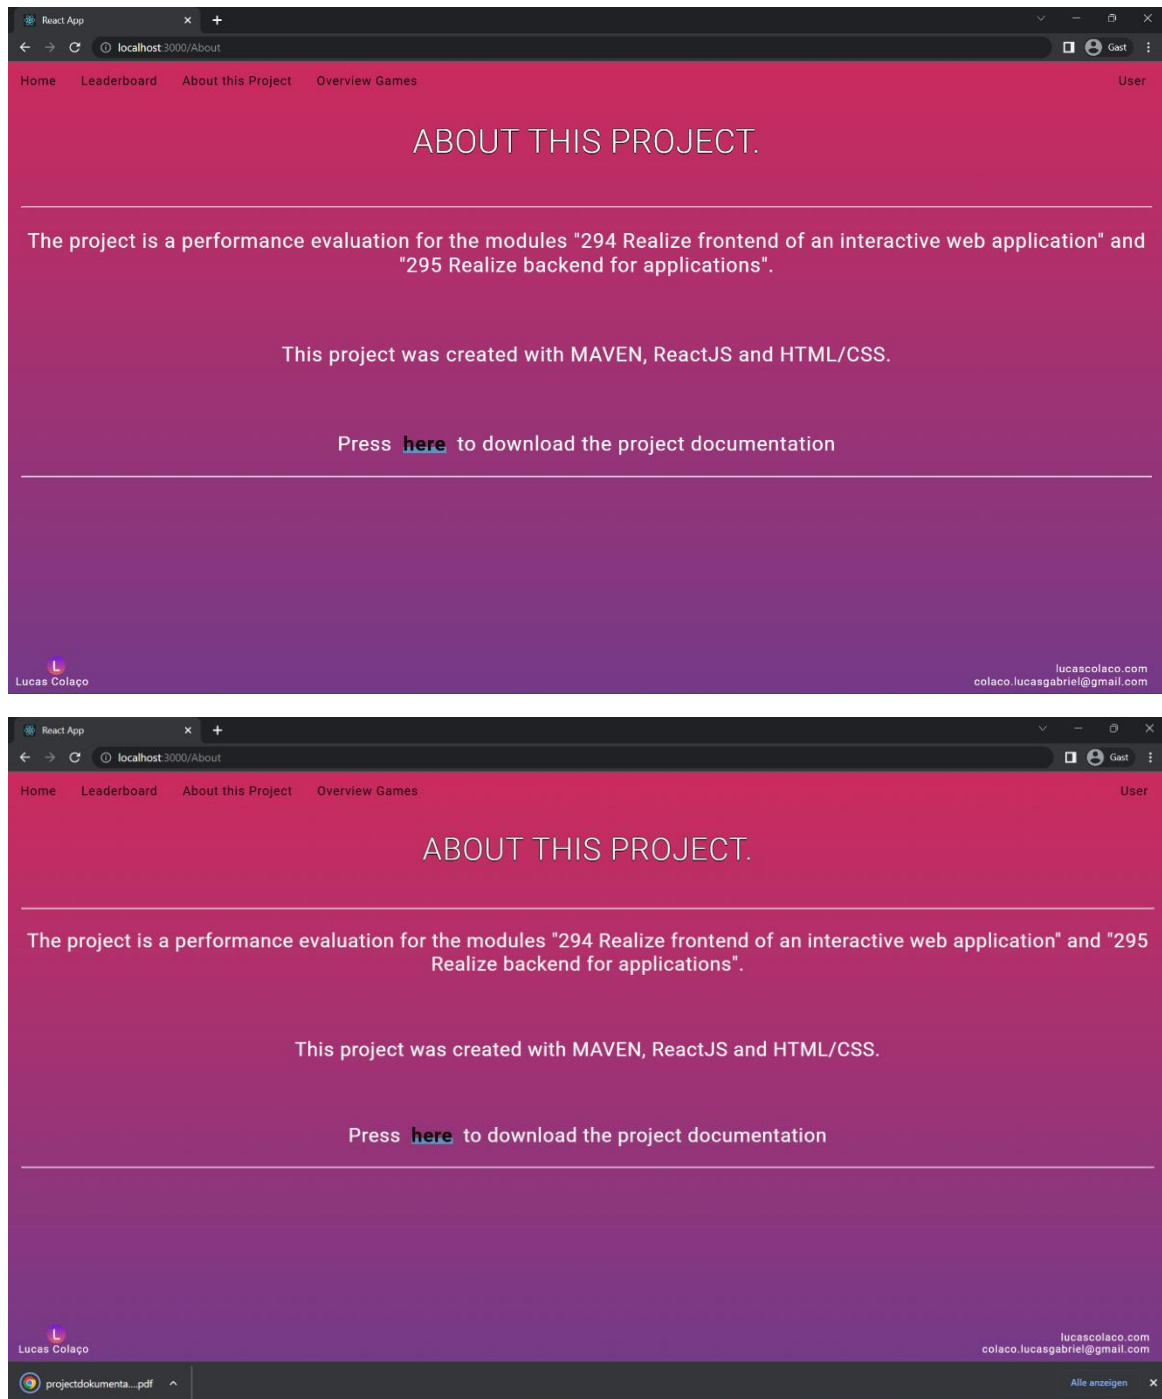 React App
localhost:3000/About
Gast
Home Leaderboard About this Project Overview Games User
ABOUT THIS PROJECT.
The project is a performance evaluation for the modules "294 Realize frontend of an interactive web application" and
"295 Realize backend for applications".
This project was created with MAVEN, ReactJS and HTML/CSS.
Press here to download the project documentation
L
Lucas Colaço
lucascolaco.com
colaco.lucasgabriel@gmail.com
React App
localhost:3000/About
Gast
Home Leaderboard About this Project Overview Games User
ABOUT THIS PROJECT.
The project is a performance evaluation for the modules "294 Realize frontend of an interactive web application" and "295
Realize backend for applications".
This project was created with MAVEN, ReactJS and HTML/CSS.
Press here to download the project documentation
L
Lucas Colaço
lucascolaco.com
colaco.lucasgabriel@gmail.com
projectdokumenta....pdf
Alle anzeigen